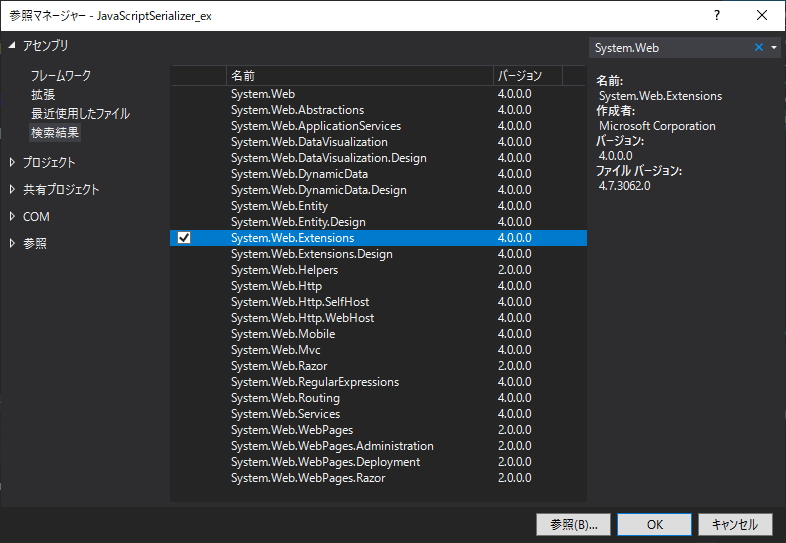 参照マネージャー - JavaScriptSerializer_ex
アセンブリ
フレームワーク
拡張
最近使用したファイル
検索結果
プロジェクト
共有プロジェクト
COM
参照
名前 バージョン
System.Web 4.0.0.0
System.Web.Abstractions 4.0.0.0
System.Web.ApplicationServices 4.0.0.0
System.Web.DataVisualization 4.0.0.0
System.Web.DataVisualization.Design 4.0.0.0
System.Web.DynamicData 4.0.0.0
System.Web.DynamicData.Design 4.0.0.0
System.Web.Entity 4.0.0.0
System.Web.Entity.Design 4.0.0.0
System.Web.Extensions 4.0.0.0
System.Web.Extensions.Design 4.0.0.0
System.Web.Helpers 2.0.0.0
System.Web.Http 4.0.0.0
System.Web.Http.SelfHost 4.0.0.0
System.Web.Http.WebHost 4.0.0.0
System.Web.Mobile 4.0.0.0
System.Web.Mvc 4.0.0.0
System.Web.Razor 2.0.0.0
System.Web.RegularExpressions 4.0.0.0
System.Web.Routing 4.0.0.0
System.Web.Services 4.0.0.0
System.Web.WebPages 2.0.0.0
System.Web.WebPages.Administration 2.0.0.0
System.Web.WebPages.Deployment 2.0.0.0
System.Web.WebPages.Razor 2.0.0.0
System.Web
名前:
System.Web.Extensions
作成者:
Microsoft Corporation
バージョン:
4.0.0.0
ファイル バージョン:
4.7.3062.0
参照(B)... OK キャンセル